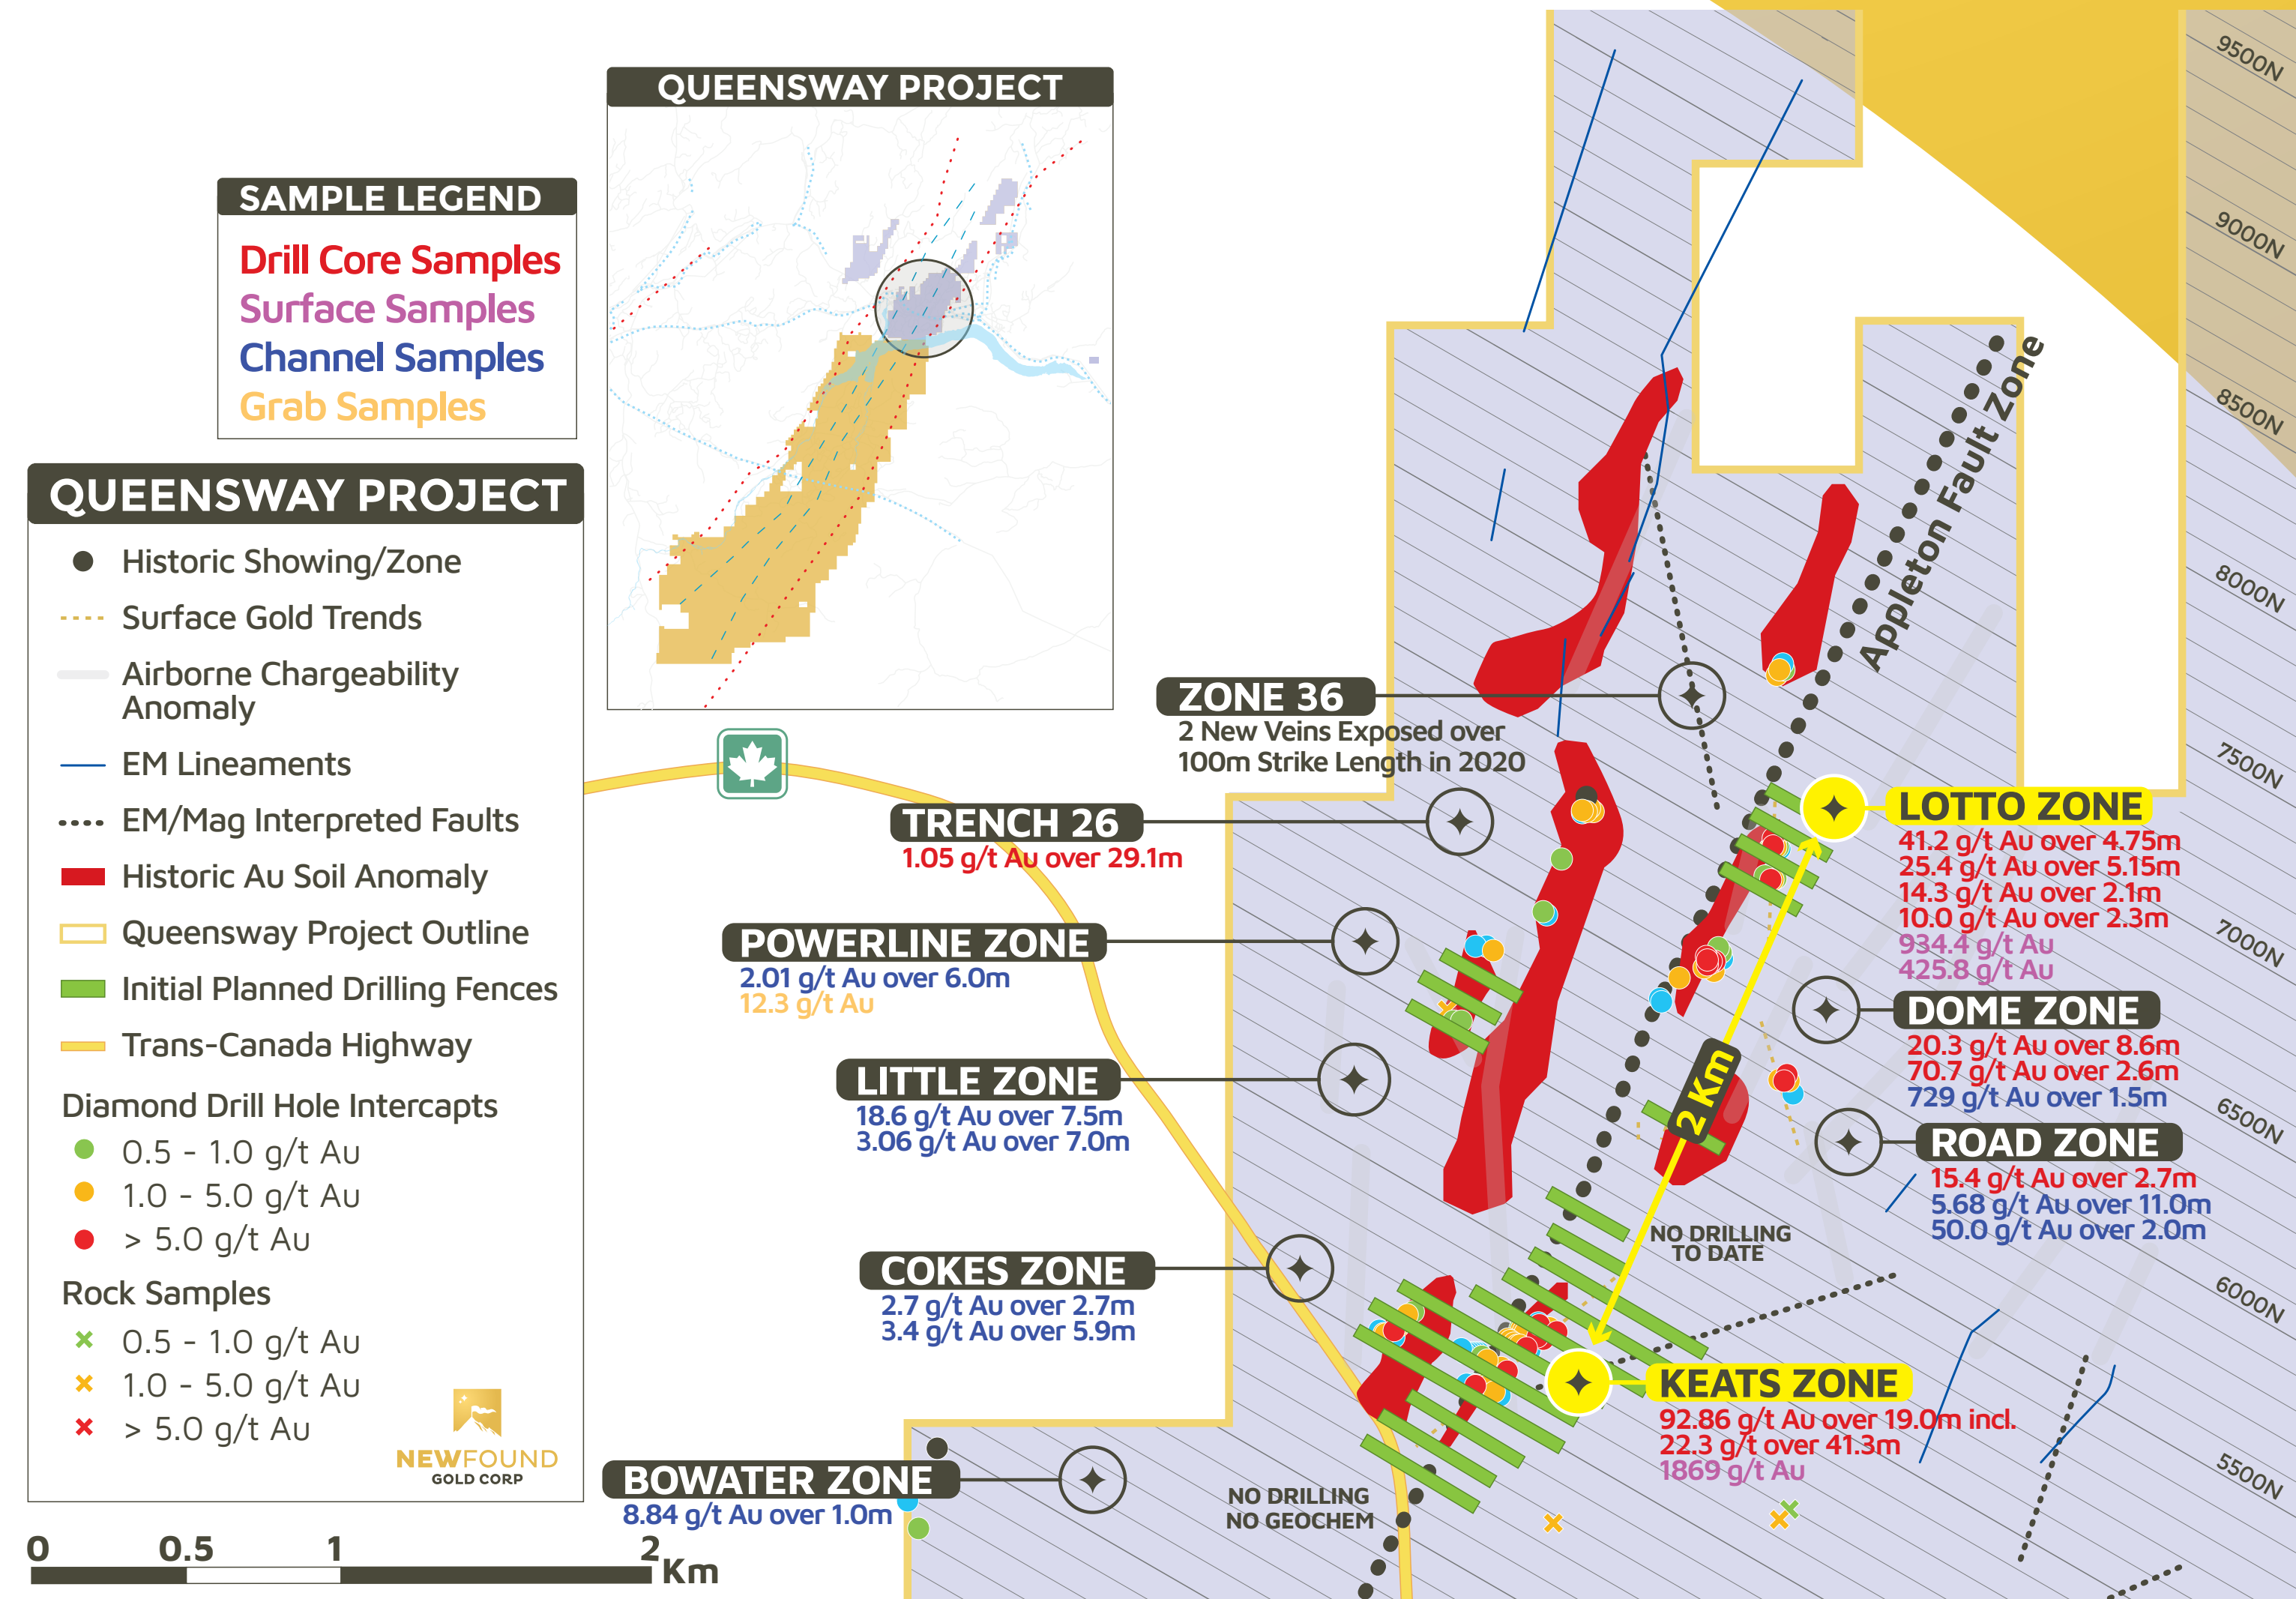 QUEENSWAY PROJECT
SAMPLE LEGEND
Drill Core Samples
Surface Samples
Channel Samples
Grab Samples
QUEENSWAY PROJECT
Historic Showing/Zone
Surface Gold Trends
Airborne Chargeability
Anomaly
EM Lineaments
EM/Mag Interpreted Faults
Historic Au Soil Anomaly
Queensway Project Outline
Initial Planned Drilling Fences
Trans-Canada Highway
Diamond Drill Hole Intercapts
0.5 - 1.0 g/t Au
1.0 - 5.0 g/t Au
> 5.0 g/t Au
Rock Samples
0.5 - 1.0 g/t Au
1.0 - 5.0 g/t Au
> 5.0 g/t Au
NEWFOUND
GOLD CORP
0 0.5 1 2 Km
ZONE 36
2 New Veins Exposed over
100m Strike Length in 2020
TRENCH 26
1.05 g/t Au over 29.1m
POWERLINE ZONE
2.01 g/t Au over 6.0m
12.3 g/t Au
LITTLE ZONE
18.6 g/t Au over 7.5m
3.06 g/t Au over 7.0m
COKES ZONE
2.7 g/t Au over 2.7m
3.4 g/t Au over 5.9m
BOWATER ZONE
8.84 g/t Au over 1.0m
NO DRILLING
NO GEOCHEM
Appleton Fault Zone
LOTTO ZONE
41.2 g/t Au over 4.75m
25.4 g/t Au over 5.15m
14.3 g/t Au over 2.1m
10.0 g/t Au over 2.3m
934.4 g/t Au
425.8 g/t Au
DOME ZONE
20.3 g/t Au over 8.6m
70.7 g/t Au over 2.6m
729 g/t Au over 1.5m
2 Km
ROAD ZONE
15.4 g/t Au over 2.7m
5.68 g/t Au over 11.0m
50.0 g/t Au over 2.0m
NO DRILLING
TO DATE
KEATS ZONE
92.86 g/t Au over 19.0m incl.
22.3 g/t over 41.3m
1869 g/t Au
9500N
9000N
8500N
8000N
7500N
7000N
6500N
6000N
5500N